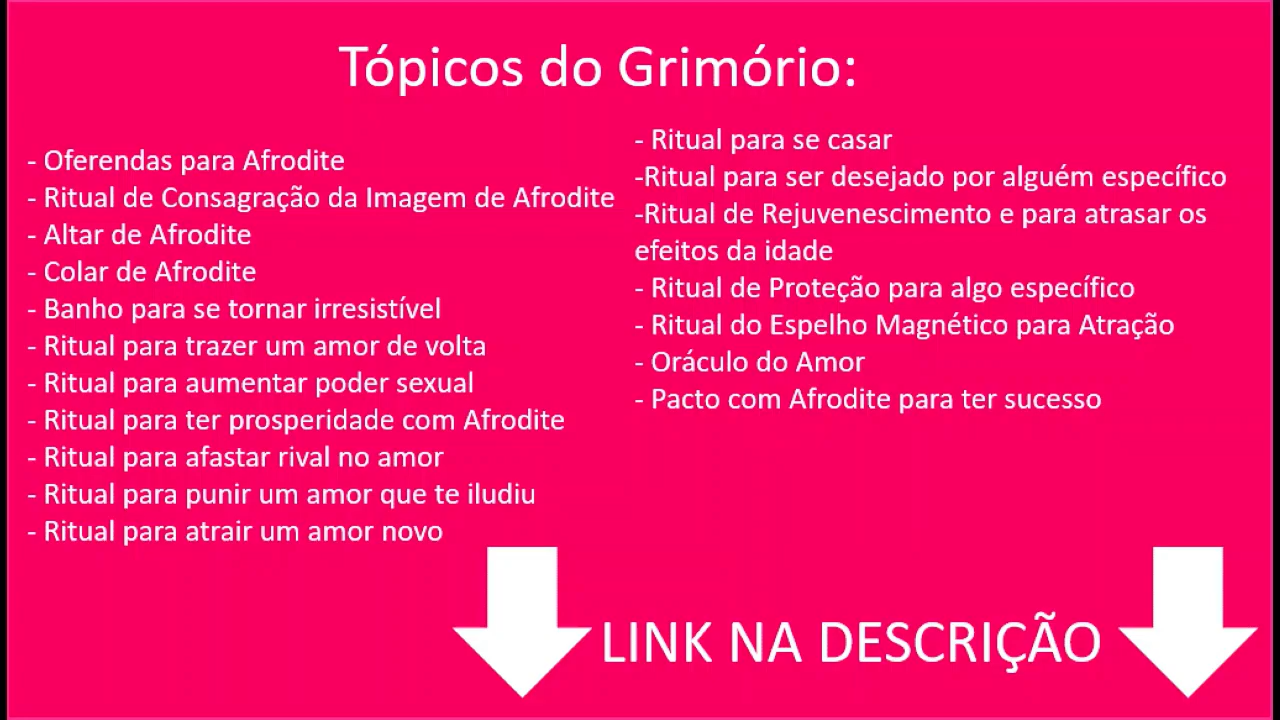 Tópicos do Grimório:
- Oferendas para Afrodite
- Ritual de Consagração da Imagem de Afrodite
- Altar de Afrodite
- Colar de Afrodite
- Banho para se tornar irresistível
- Ritual para trazer um amor de volta
- Ritual para aumentar poder sexual
- Ritual para ter prosperidade com Afrodite
- Ritual para afastar rival no amor
- Ritual para punir um amor que te iludiu
- Ritual para atrair um amor novo
- Ritual para se casar
-Ritual para ser desejado por alguém específico
-Ritual de Rejuvenescimento e para atrasar os
efeitos da idade
- Ritual de Proteção para algo específico
- Ritual do Espelho Magnético para Atração
- Oráculo do Amor
- Pacto com Afrodite para ter sucesso
LINK NA DESCRIÇÃO